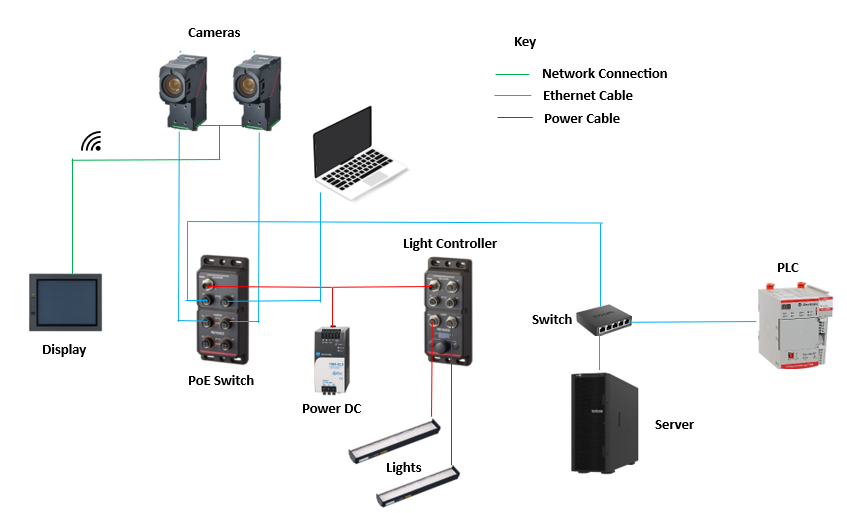 Cameras
Key
Network Connection
Ethernet Cable
Power Cable
Light Controller
PLC
Switch
Display
PoE Switch
Power DC
Server
Lights